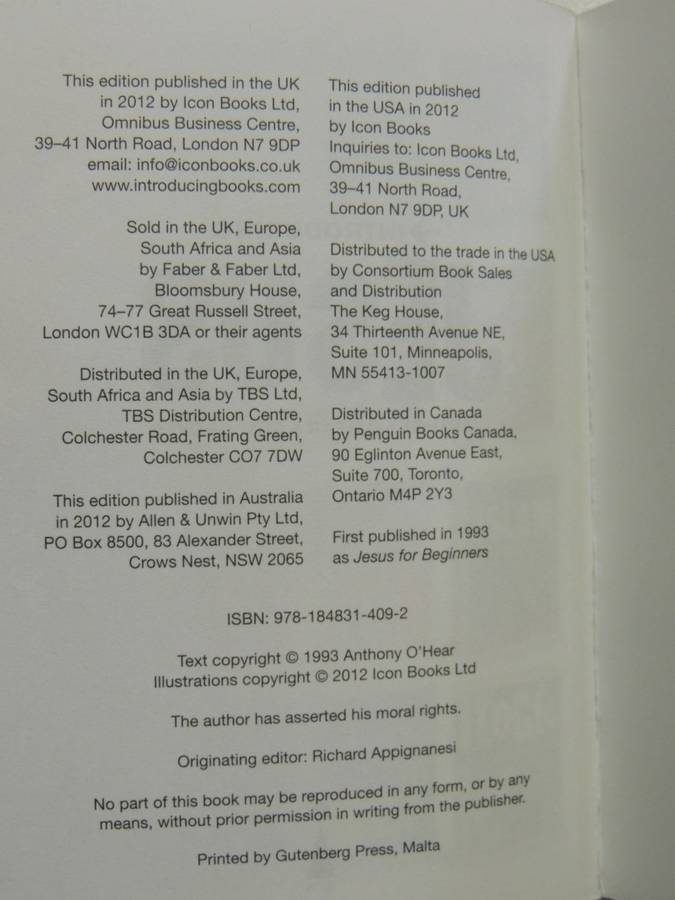 This edition published in the UK
in 2012 by Icon Books Ltd,
Omnibus Business Centre,
39–41 North Road, London N7 9DP
email: info@iconbooks.co.uk
www.introducingbooks.com
Sold in the UK, Europe,
South Africa and Asia
by Faber & Faber Ltd,
Bloomsbury House,
74–77 Great Russell Street,
London WC1B 3DA or their agents
Distributed in the UK, Europe,
South Africa and Asia by TBS Ltd,
TBS Distribution Centre,
Colchester Road, Frating Green,
Colchester CO7 7DW
This edition published in Australia
in 2012 by Allen & Unwin Pty Ltd,
PO Box 8500, 83 Alexander Street,
Crows Nest, NSW 2065
This edition published
in the USA in 2012
by Icon Books
Inquiries to: Icon Books Ltd,
Omnibus Business Centre,
39–41 North Road,
London N7 9DP, UK
Distributed to the trade in the USA
by Consortium Book Sales
and Distribution
The Keg House,
34 Thirteenth Avenue NE,
Suite 101, Minneapolis,
MN 55413-1007
Distributed in Canada
by Penguin Books Canada,
90 Eglinton Avenue East,
Suite 700, Toronto,
Ontario M4P 2Y3
First published in 1993
as Jesus for Beginners
ISBN: 978-184831-409-2
Text copyright © 1993 Anthony O'Hear
Illustrations copyright © 2012 Icon Books Ltd
The author has asserted his moral rights.
Originating editor: Richard Appignanesi
No part of this book may be reproduced in any form, or by any
means, without prior permission in writing from the publisher.
Printed by Gutenberg Press, Malta